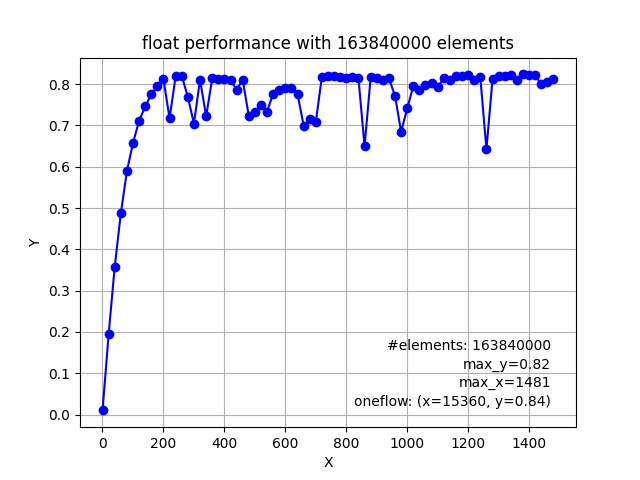 float performance with 163840000 elements
Y
0.8
0.7
0.6
0.5
0.4
0.3
0.2
0.1
0.0
#elements: 163840000
max_y=0.82
max_x=1481
oneflow: (x=15360, y=0.84)
0 200 400 600 800 1000 1200 1400
X